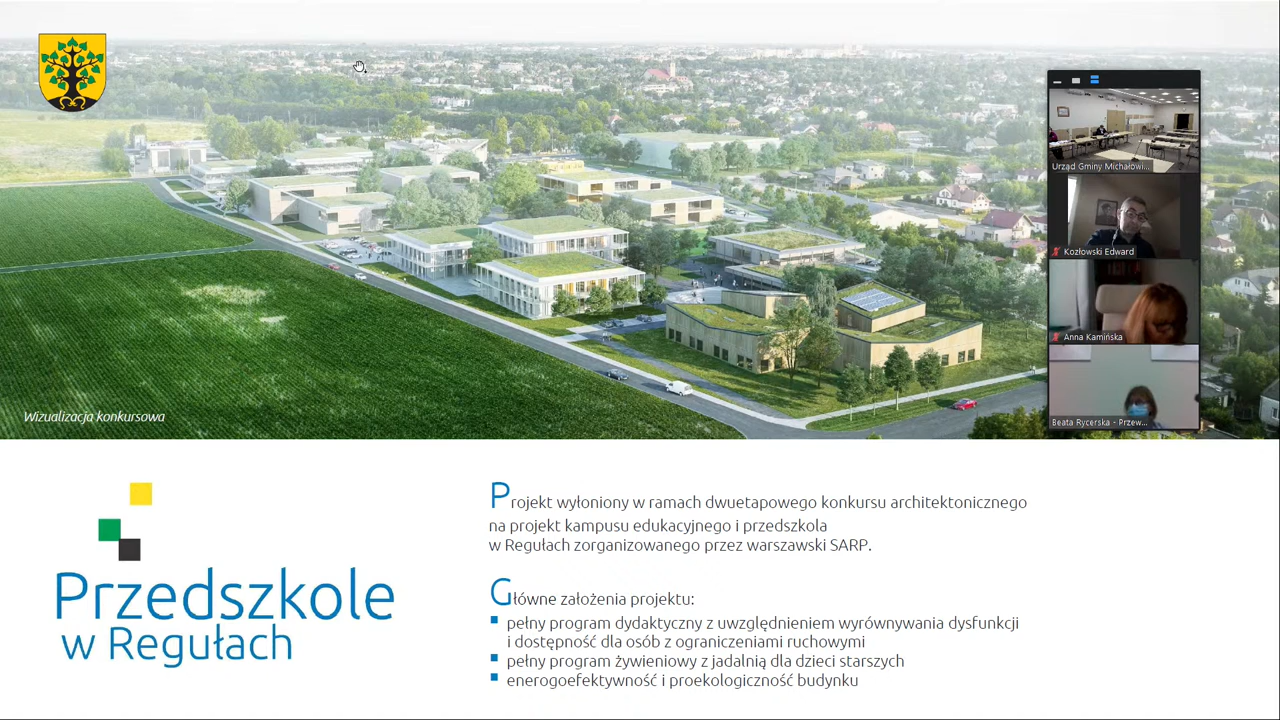 Urząd Gminy Michałowi...
Kozłowski Edward
Anna Kamińska
Beata Rycerska - Przew...
Wizualizacja konkursowa
Przedszkole
w Regułach
Projekt wyłoniony w ramach dwuetapowego konkursu architektonicznego
na projekt kampusu edukacyjnego i przedszkola
w Regułach zorganizowanego przez warszawski SARP.
Główne założenia projektu:
pełny program dydaktyczny z uwzględnieniem wyrównywania dysfunkcji
i dostępność dla osób z ograniczeniami ruchowymi
pełny program żywieniowy z jadalnią dla dzieci starszych
enerogoefektywność i proekologiczność budynku